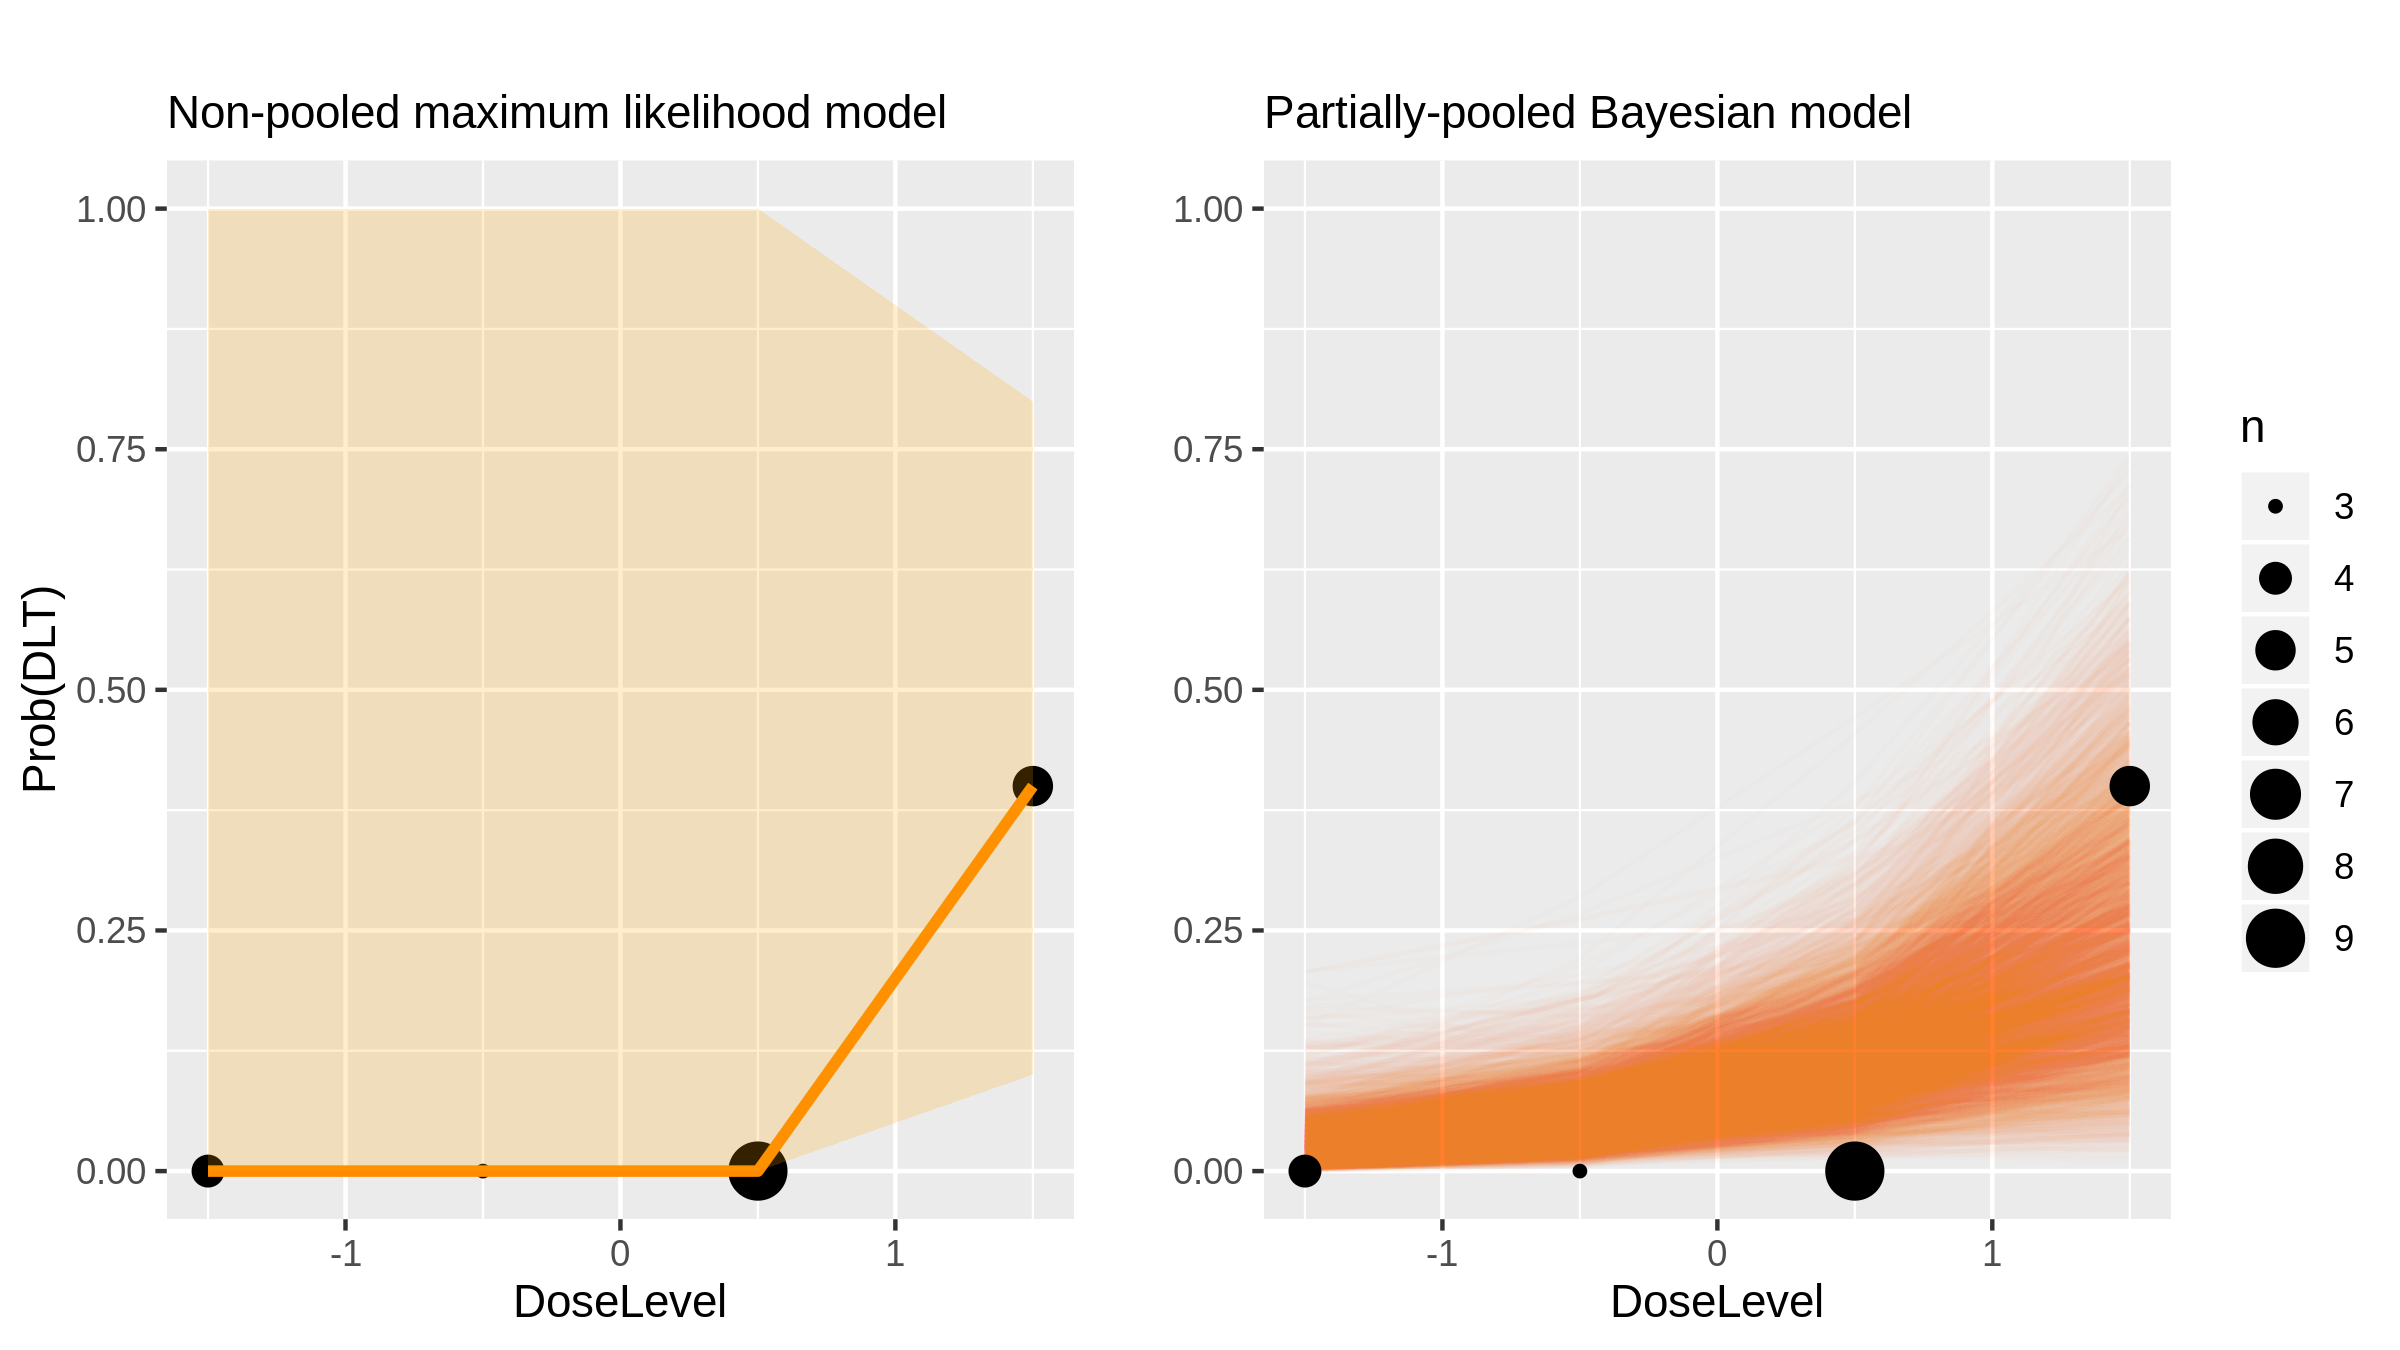 Non-pooled maximum likelihood model
Prob(DLT)
1.00
0.75
0.50
0.25
0.00
-1 0 1
DoseLevel
Partially-pooled Bayesian model
1.00
0.75
0.50
0.25
0.00
-1 0 1
DoseLevel
n
3
4
5
6
7
8
9